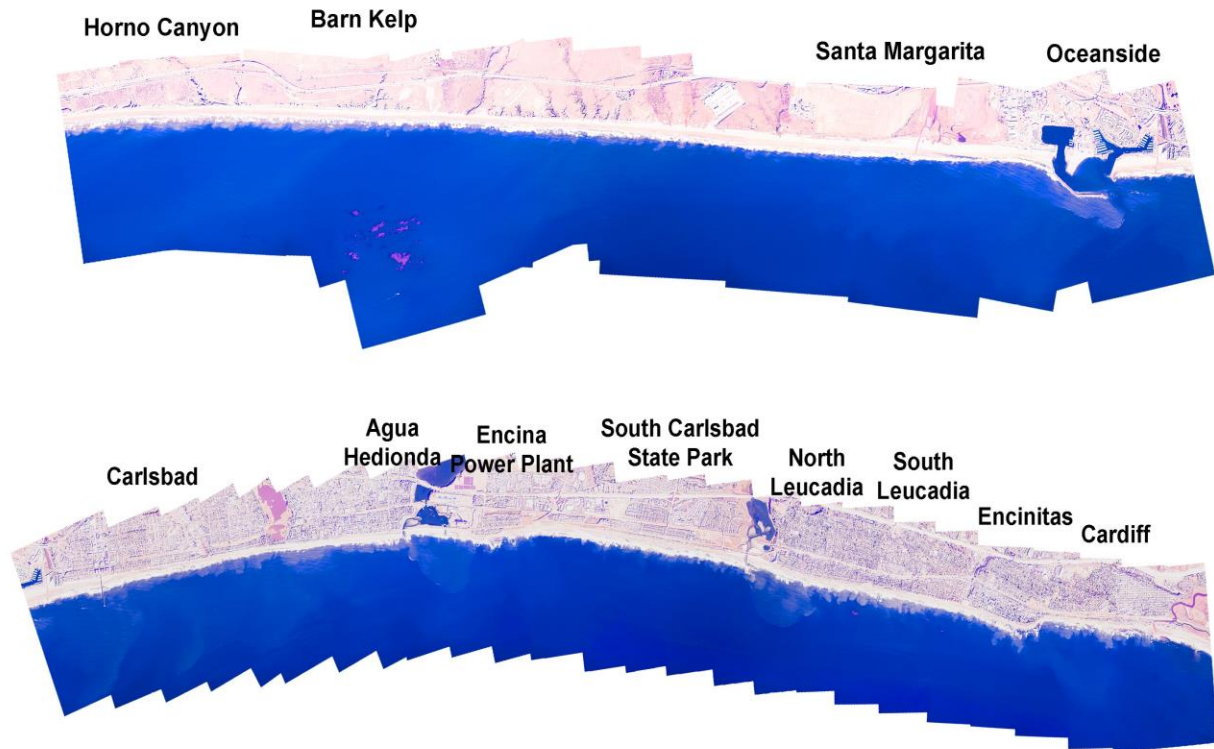 Horno Canyon
Barn Kelp
Santa Margarita
Oceanside
Carlsbad
Agua
Hedionda
Encina
Power Plant
South Carlsbad
State Park
North
Leucadia
South
Leucadia
Encinitas
Cardiff